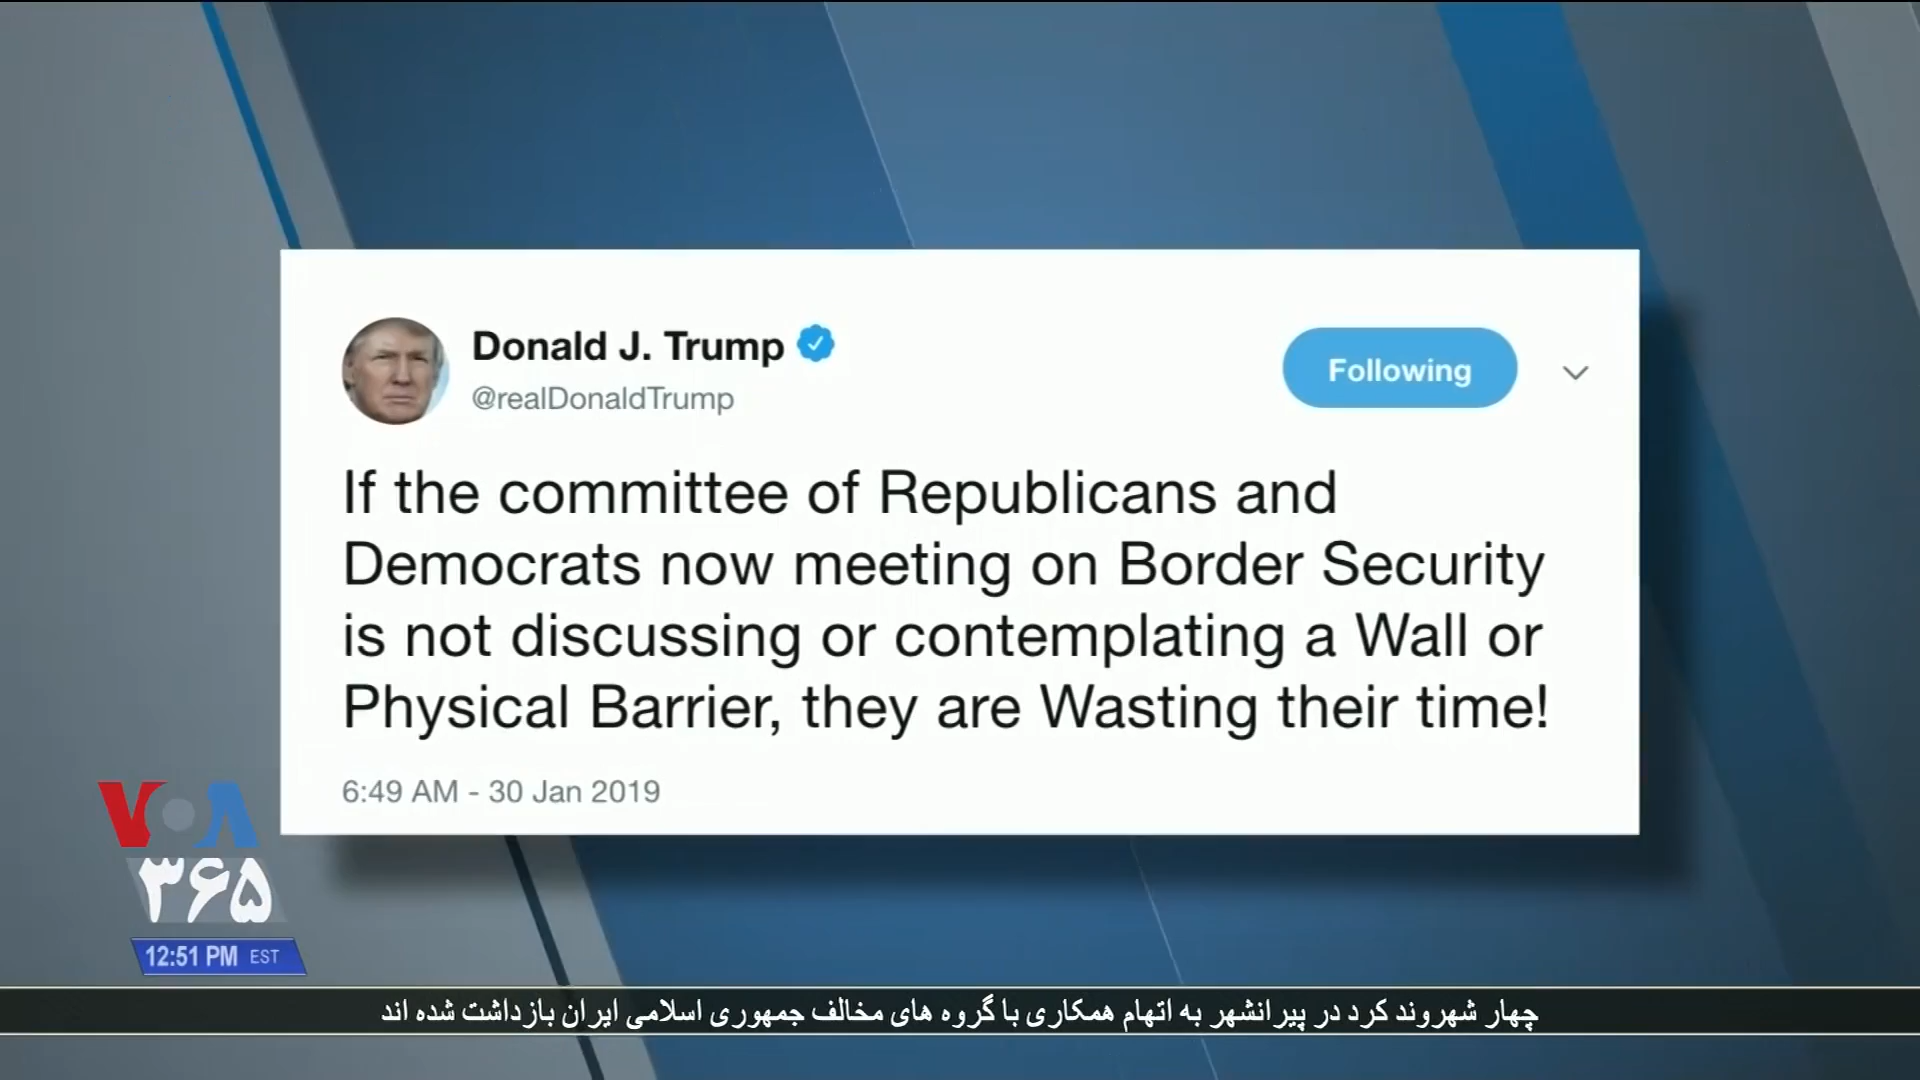 Donald J. Trump
@realDonaldTrump
Following
If the committee of Republicans and
Democrats now meeting on Border Security
is not discussing or contemplating a Wall or
Physical Barrier, they are Wasting their time!
6:49 AM - 30 Jan 2019
VOA
۳۶۵
12:51 PM EST
چهار شهروند کرد در پیرانشهر به اتهام همکاری با گروه های مخالف جمهوری اسلامی ایران بازداشت شده اند